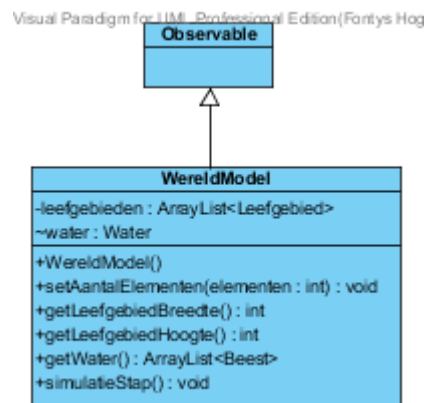 Visual Paradigm for UML Professional Edition(Fontys Hog
Observable
WereldModel
-leefgebieden : ArrayList<Leefgebied>
~water : Water
+WereldModel()
+setAantalElementen(elementen : int) : void
+getLeefgebiedBreedte() : int
+getLeefgebiedHoogte() : int
+getWater() : ArrayList<Beest>
+simulatieStap() : void